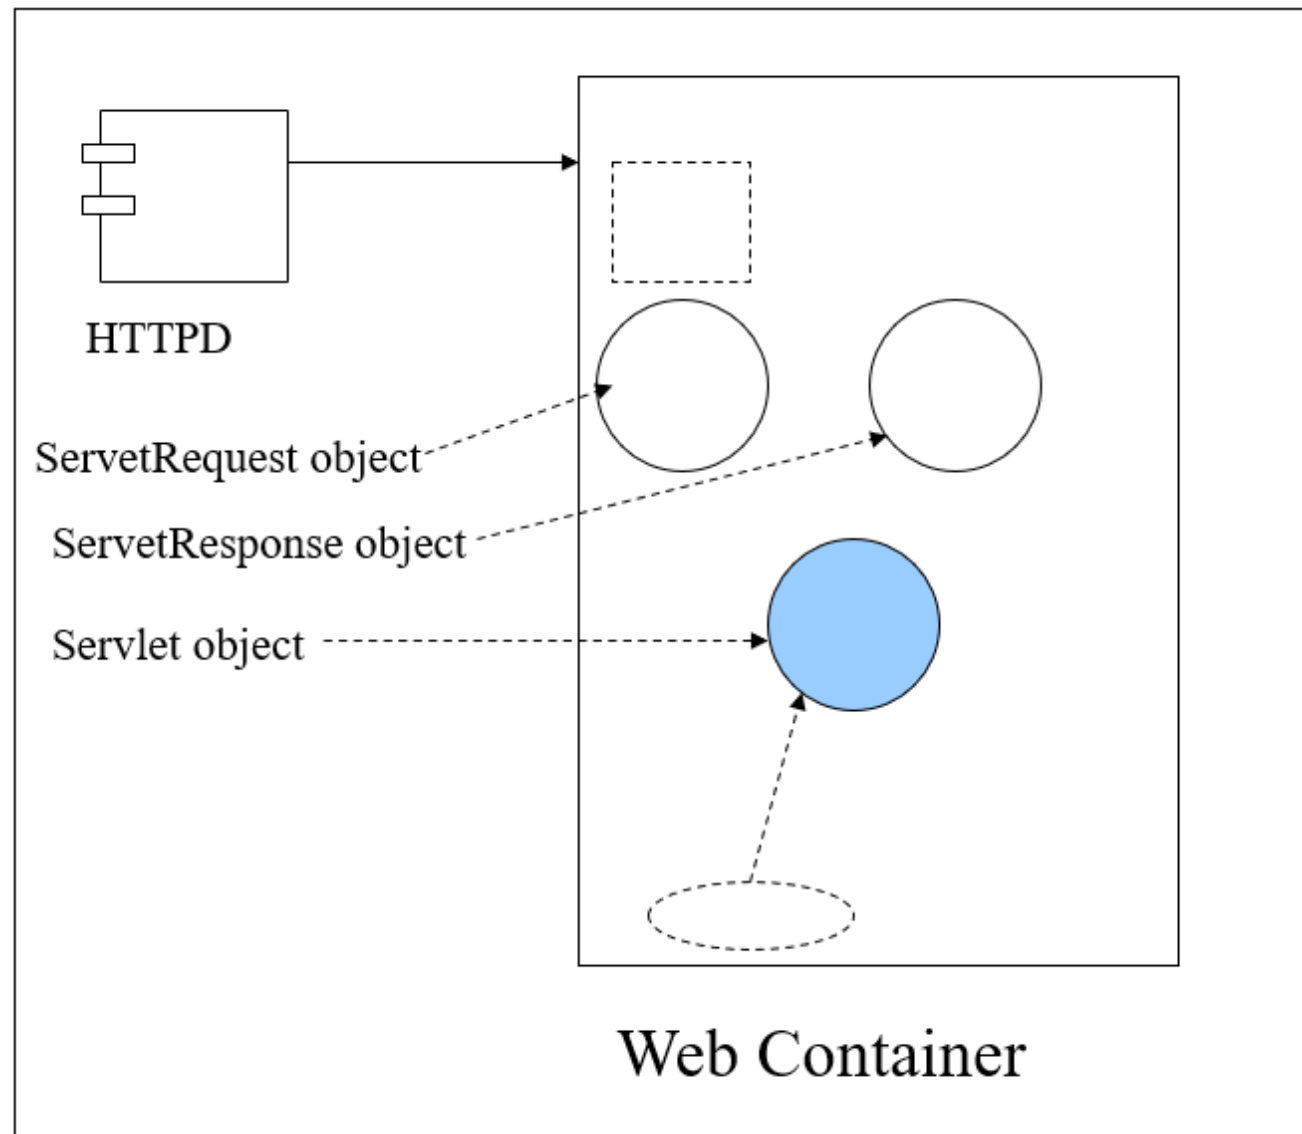 HTTPD
ServetRequest object
ServetResponse object
Servlet object
Web Container